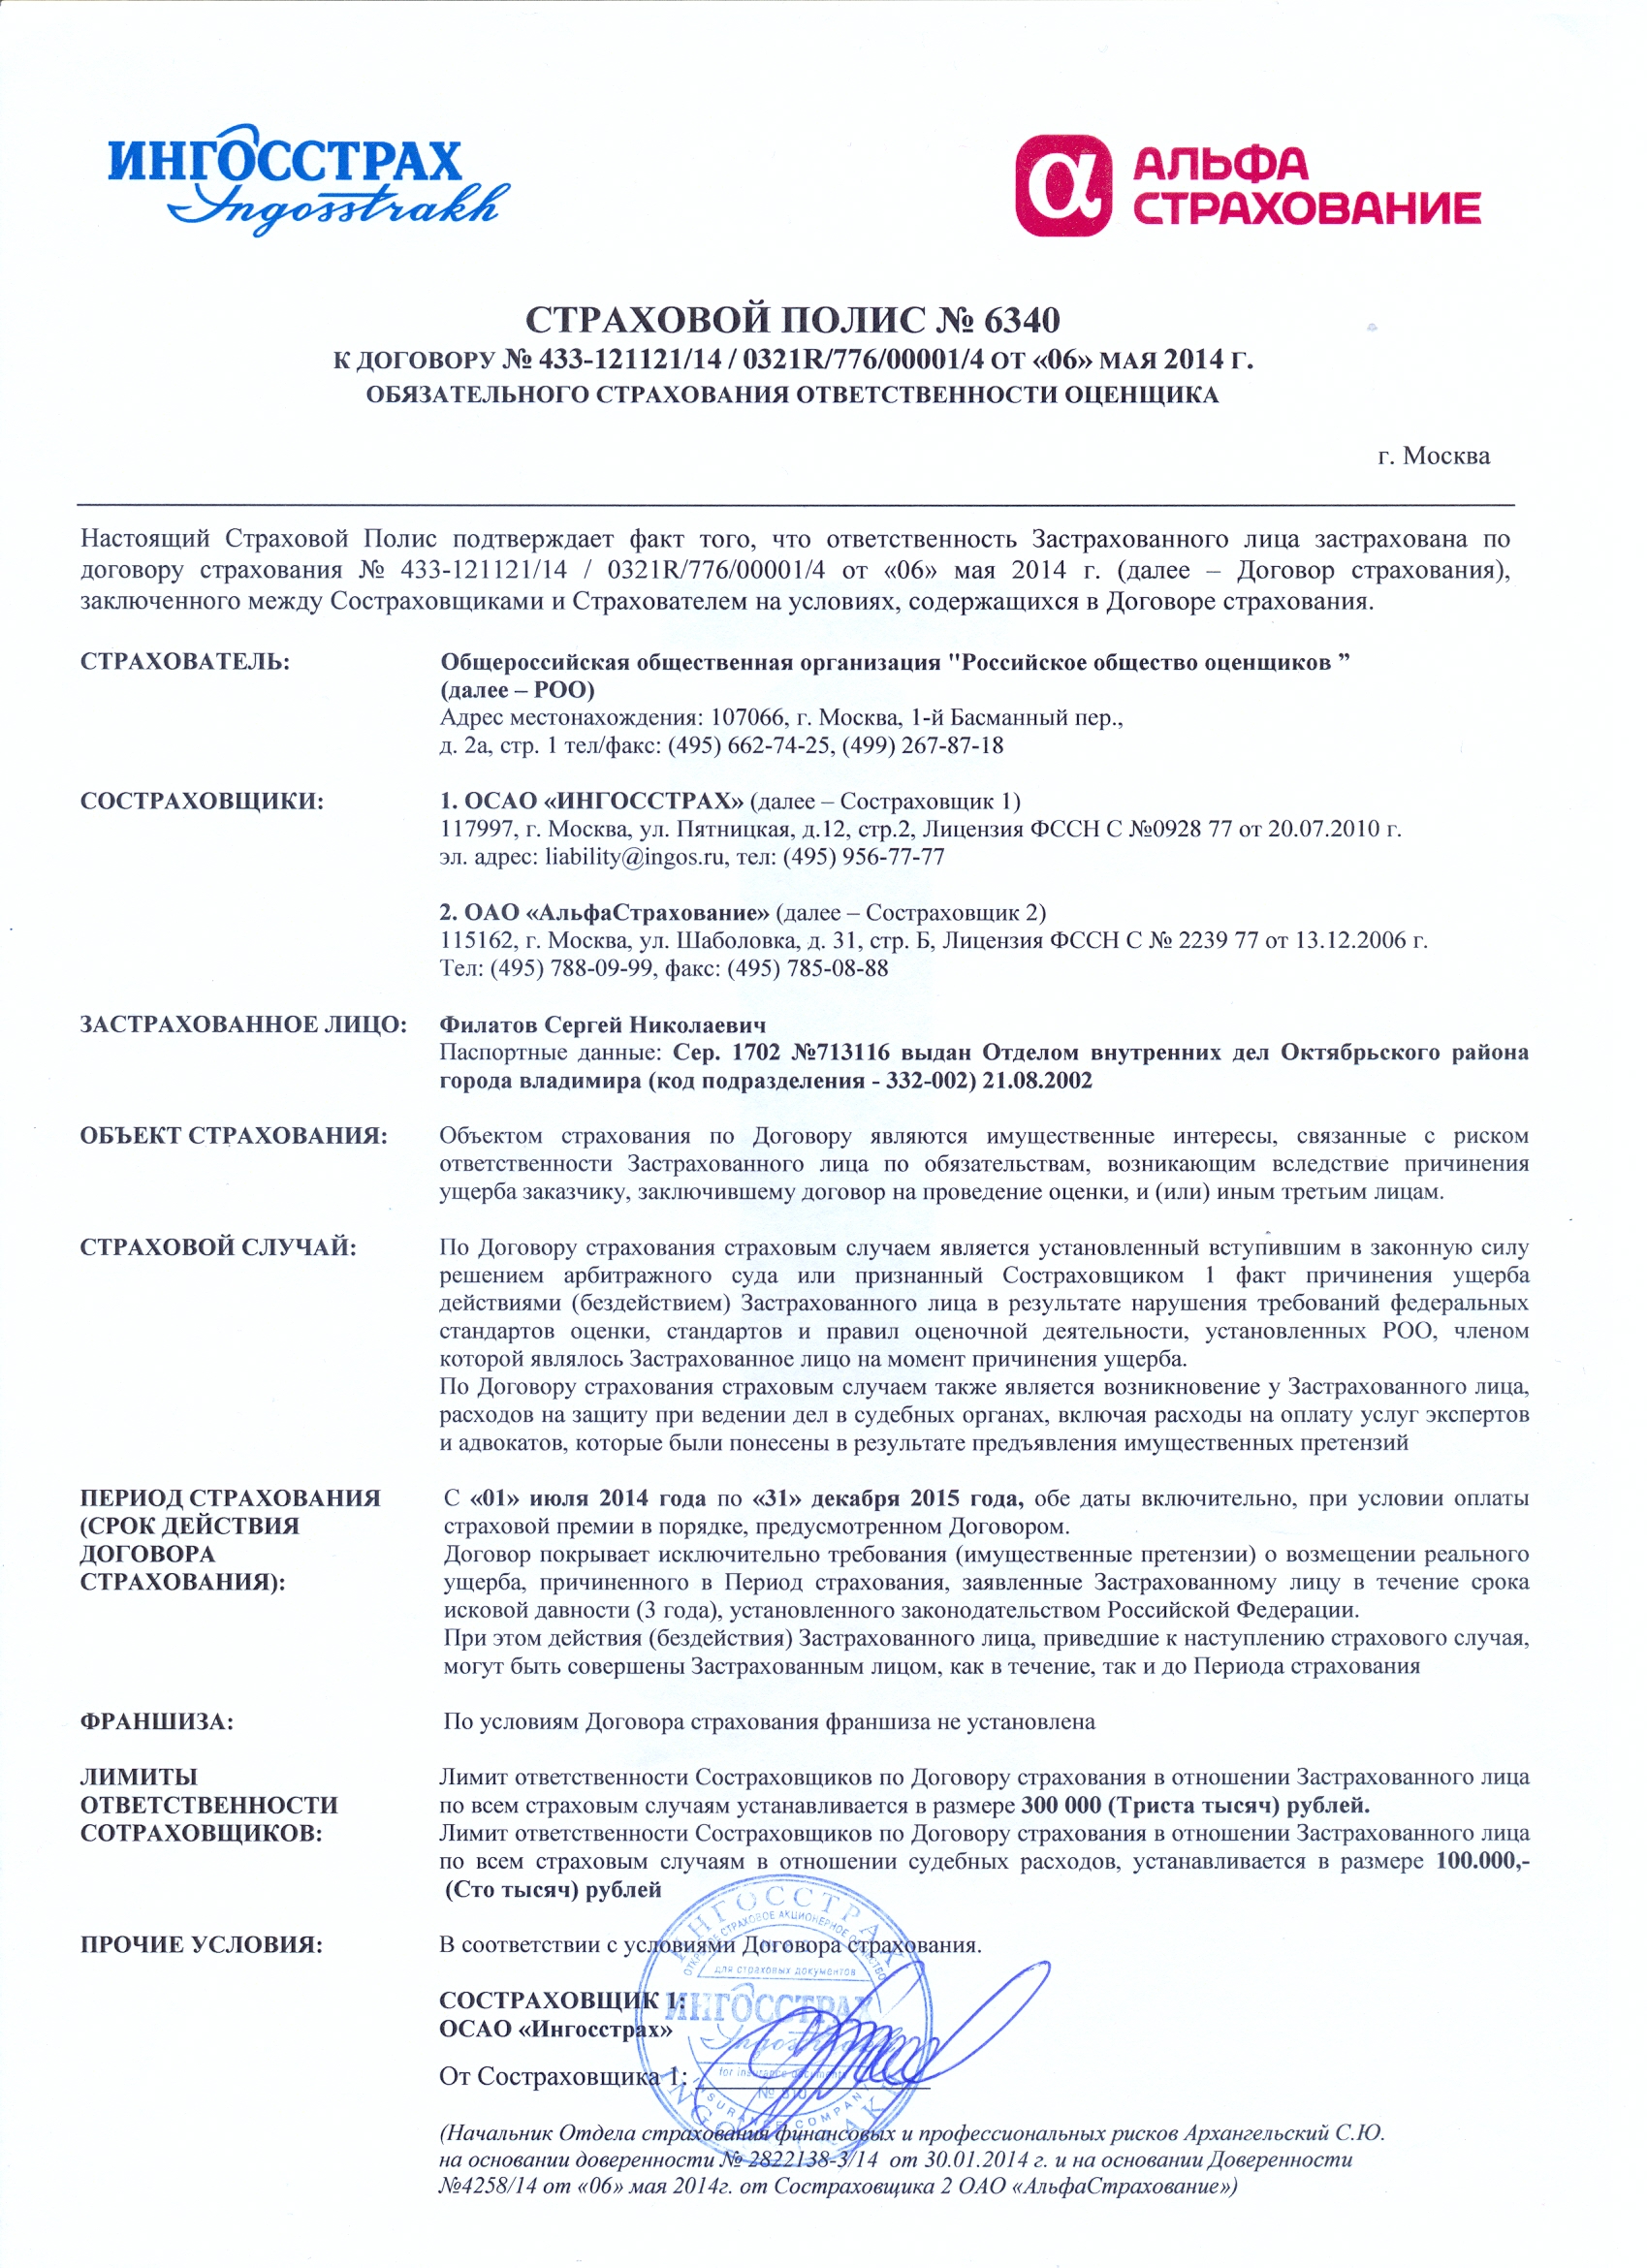 ИНГОССТРАХ
Ingosstrakh
АЛЬФА
СТРАХОВАНИЕ
СТРАХОВОЙ ПОЛИС № 6340
К ДОГОВОРУ № 433-121121/14 / 0321R/776/00001/4 ОТ «06» МАЯ 2014 Г.
ОБЯЗАТЕЛЬНОГО СТРАХОВАНИЯ ОТВЕТСТВЕННОСТИ ОЦЕНЩИКА
г. Москва
Настоящий Страховой Полис подтверждает факт того, что ответственность Застрахованного лица застрахована по
договору страхования № 433-121121/14 / 0321R/776/00001/4 от «06» мая 2014 г. (далее – Договор страхования),
заключенного между Состраховщиками и Страхователем на условиях, содержащихся в Договоре страхования.
СТРАХОВАТЕЛЬ: Общероссийская общественная организация "Российское общество оценщиков ”
(далее – РОО)
Адрес местонахождения: 107066, г. Москва, 1-й Басманный пер.,
д. 2а, стр. 1 тел/факс: (495) 662-74-25, (499) 267-87-18
СОСТРАХОВЩИКИ: 1. ОСАО «ИНГОССТРАХ» (далее – Состраховщик 1)
117997, г. Москва, ул. Пятницкая, д.12, стр.2, Лицензия ФССН С №0928 77 от 20.07.2010 г.
эл. адрес: liability@ingos.ru, тел: (495) 956-77-77
2. ОАО «АльфаСтрахование» (далее – Состраховщик 2)
115162, г. Москва, ул. Шаболовка, д. 31, стр. Б, Лицензия ФССН С № 2239 77 от 13.12.2006 г.
Тел: (495) 788-09-99, факс: (495) 785-08-88
ЗАСТРАХОВАННОЕ ЛИЦО: Филатов Сергей Николаевич
Паспортные данные: Сер. 1702 №713116 выдан Отделом внутренних дел Октябрьского района
города владимира (код подразделения - 332-002) 21.08.2002
ОБЪЕКТ СТРАХОВАНИЯ: Объектом страхования по Договору являются имущественные интересы, связанные с риском
ответственности Застрахованного лица по обязательствам, возникающим вследствие причинения
ущерба заказчику, заключившему договор на проведение оценки, и (или) иным третьим лицам.
СТРАХОВОЙ СЛУЧАЙ: По Договору страхования страховым случаем является установленный вступившим в законную силу
решением арбитражного суда или признанный Состраховщиком 1 факт причинения ущерба
действиями (бездействием) Застрахованного лица в результате нарушения требований федеральных
стандартов оценки, стандартов и правил оценочной деятельности, установленных РОО, членом
которой являлось Застрахованное лицо на момент причинения ущерба.
По Договору страхования страховым случаем также является возникновение у Застрахованного лица,
расходов на защиту при ведении дел в судебных органах, включая расходы на оплату услуг экспертов
и адвокатов, которые были понесены в результате предъявления имущественных претензий
ПЕРИОД СТРАХОВАНИЯ С «01» июля 2014 года по «31» декабря 2015 года, обе даты включительно, при условии оплаты
(СРОК ДЕЙСТВИЯ страховой премии в порядке, предусмотренном Договором.
ДОГОВОРА Договор покрывает исключительно требования (имущественные претензии) о возмещении реального
СТРАХОВАНИЯ): ущерба, причиненного в Период страхования, заявленные Застрахованному лицу в течение срока
исковой давности (3 года), установленного законодательством Российской Федерации.
При этом действия (бездействия) Застрахованного лица, приведшие к наступлению страхового случая,
могут быть совершены Застрахованным лицом, как в течение, так и до Периода страхования
ФРАНШИЗА: По условиям Договора страхования франшиза не установлена
ЛИМИТЫ Лимит ответственности Состраховщиков по Договору страхования в отношении Застрахованного лица
ОТВЕТСТВЕННОСТИ по всем страховым случаям устанавливается в размере 300 000 (Триста тысяч) рублей.
СОТРАХОВЩИКОВ: Лимит ответственности Состраховщиков по Договору страхования в отношении Застрахованного лица
по всем страховым случаям в отношении судебных расходов, устанавливается в размере 100.000,-
(Сто тысяч) рублей
ПРОЧИЕ УСЛОВИЯ: В соответствии с условиями Договора страхования.
СОСТРАХОВЩИК 1:
ОСАО «Ингосстрах»
От Состраховщика 1:
ИНГОССТРАХ
ОТКРЫТОЕ СТРАХОВОЕ АКЦИОНЕРНОЕ ОБЩЕСТВО
для страховых документов
ИНГОССТРАХ
Ingosstrakh
for insurance documents
INSURANCE COMPANY
(Начальник Отдела страхования финансовых и профессиональных рисков Архангельский С.Ю.
на основании доверенности № 2822138-3/14 от 30.01.2014 г. и на основании Доверенности
№4258/14 от «06» мая 2014г. от Состраховщика 2 ОАО «АльфаСтрахование»)